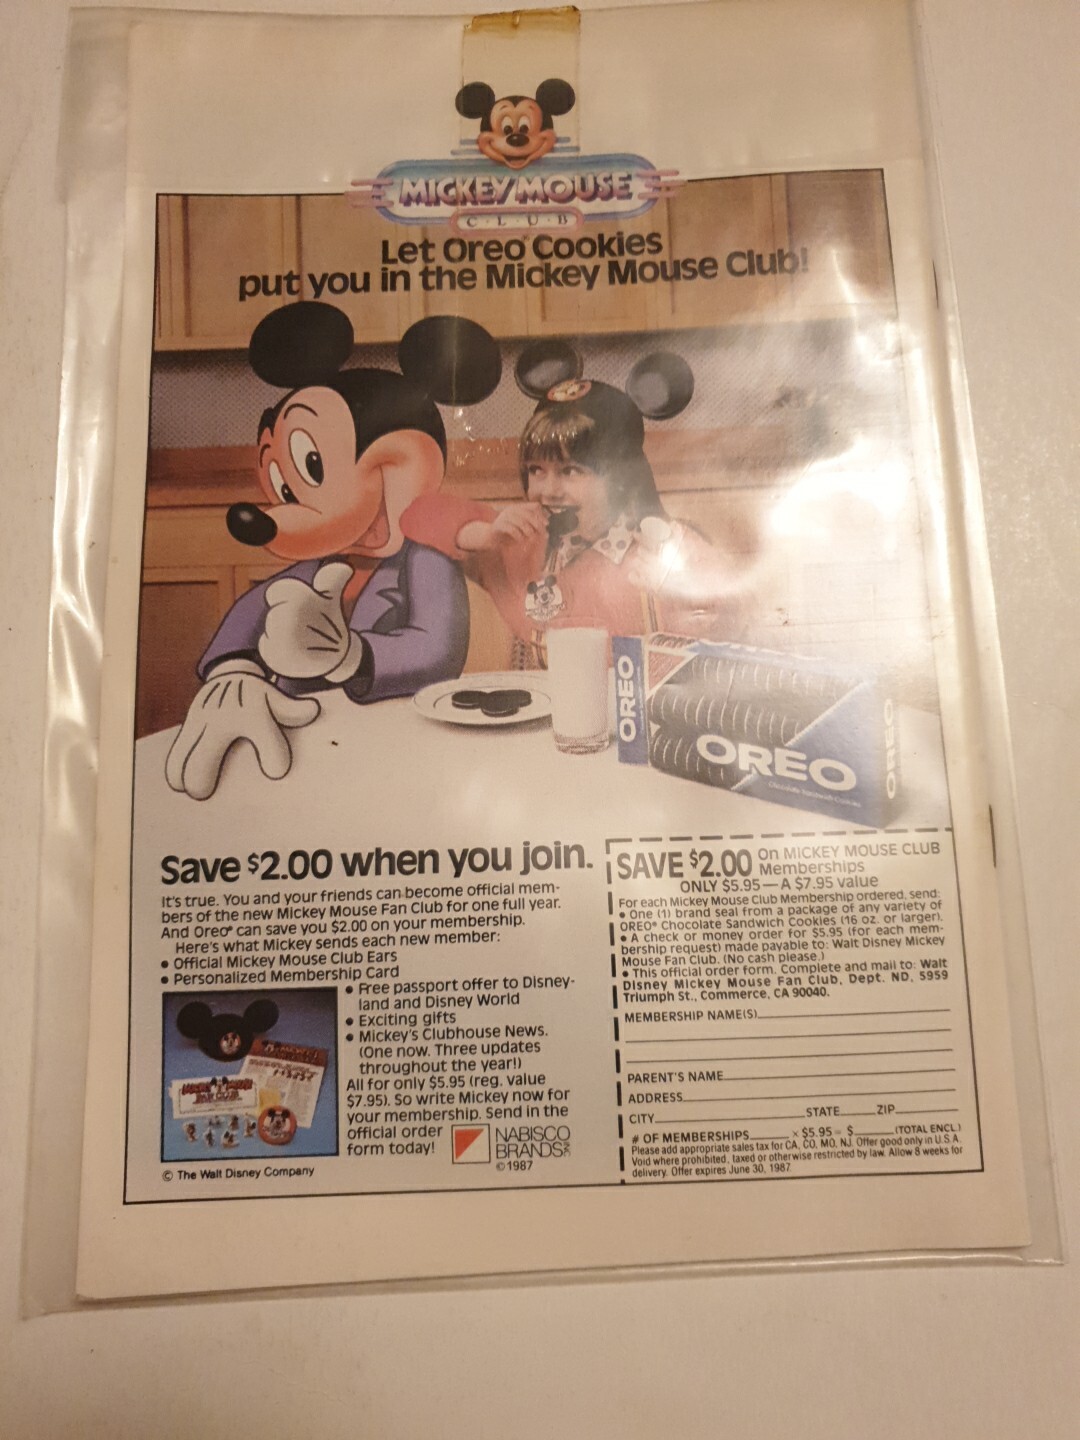 MICKEY MOUSE
C·L·U·B
Let Oreo Cookies
put you in the Mickey Mouse Club!
OREO
OREO
Chocolate Sandwich Cookies
OREO
Save $2.00 when you join.
It's true. You and your friends can become official mem-
bers of the new Mickey Mouse Fan Club for one full year.
And Oreo® can save you $2.00 on your membership.
Here's what Mickey sends each new member:
• Official Mickey Mouse Club Ears
• Personalized Membership Card
• Free passport offer to Disney-
land and Disney World
• Exciting gifts
• Mickey's Clubhouse News.
(One now. Three updates
throughout the year!)
All for only $5.95 (reg. value
$7.95). So write Mickey now for
your membership. Send in the
official order
form today!
NABISCO
BRANDS INC
©1987
MICKEY MOUSE
FAN CLUB
© The Walt Disney Company
SAVE $2.00 On MICKEY MOUSE CLUB
Memberships
ONLY $5.95—A $7.95 value
For each Mickey Mouse Club Membership ordered, send:
• One (1) brand seal from a package of any variety of
OREO® Chocolate Sandwich Cookies (16 oz. or larger).
• A check or money order for $5.95 (for each mem-
bership request) made payable to: Walt Disney Mickey
Mouse Fan Club. (No cash please.)
• This official order form. Complete and mail to: Walt
Disney Mickey Mouse Fan Club, Dept. ND, 5959
Triumph St., Commerce, CA 90040.
MEMBERSHIP NAME(S)
PARENT'S NAME
ADDRESS
CITY STATE ZIP
# OF MEMBERSHIPS x $5.95 = $ (TOTAL ENCL.)
Please add appropriate sales tax for CA, CO, MO, NJ. Offer good only in U.S.A.
Void where prohibited, taxed or otherwise restricted by law. Allow 8 weeks for
delivery. Offer expires June 30, 1987.